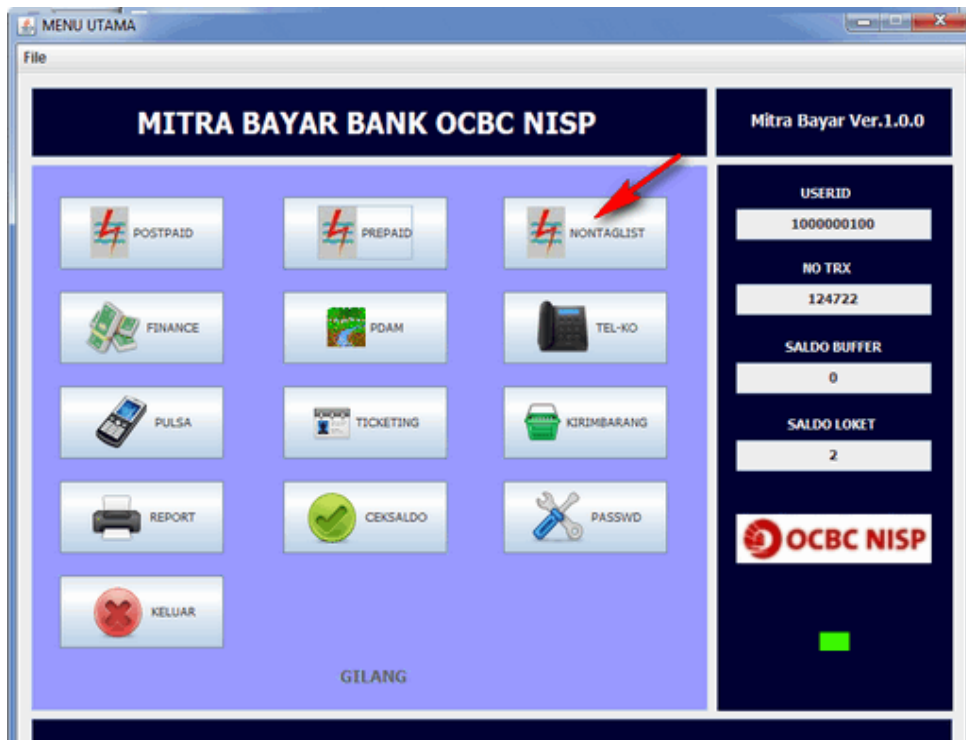 MENU UTAMA
File
MITRA BAYAR BANK OCBC NISP
Mitra Bayar Ver.1.0.0
POSTPAID
PREPAID
NONTAGLIST
FINANCE
PDAM
TEL-KO
PULSA
TICKETING
KIRIMBARANG
REPORT
CEKSALDO
PASSWD
KELUAR
GILANG
USERID
1000000100
NO TRX
124722
SALDO BUFFER
0
SALDO LOKET
2
OCBC NISP